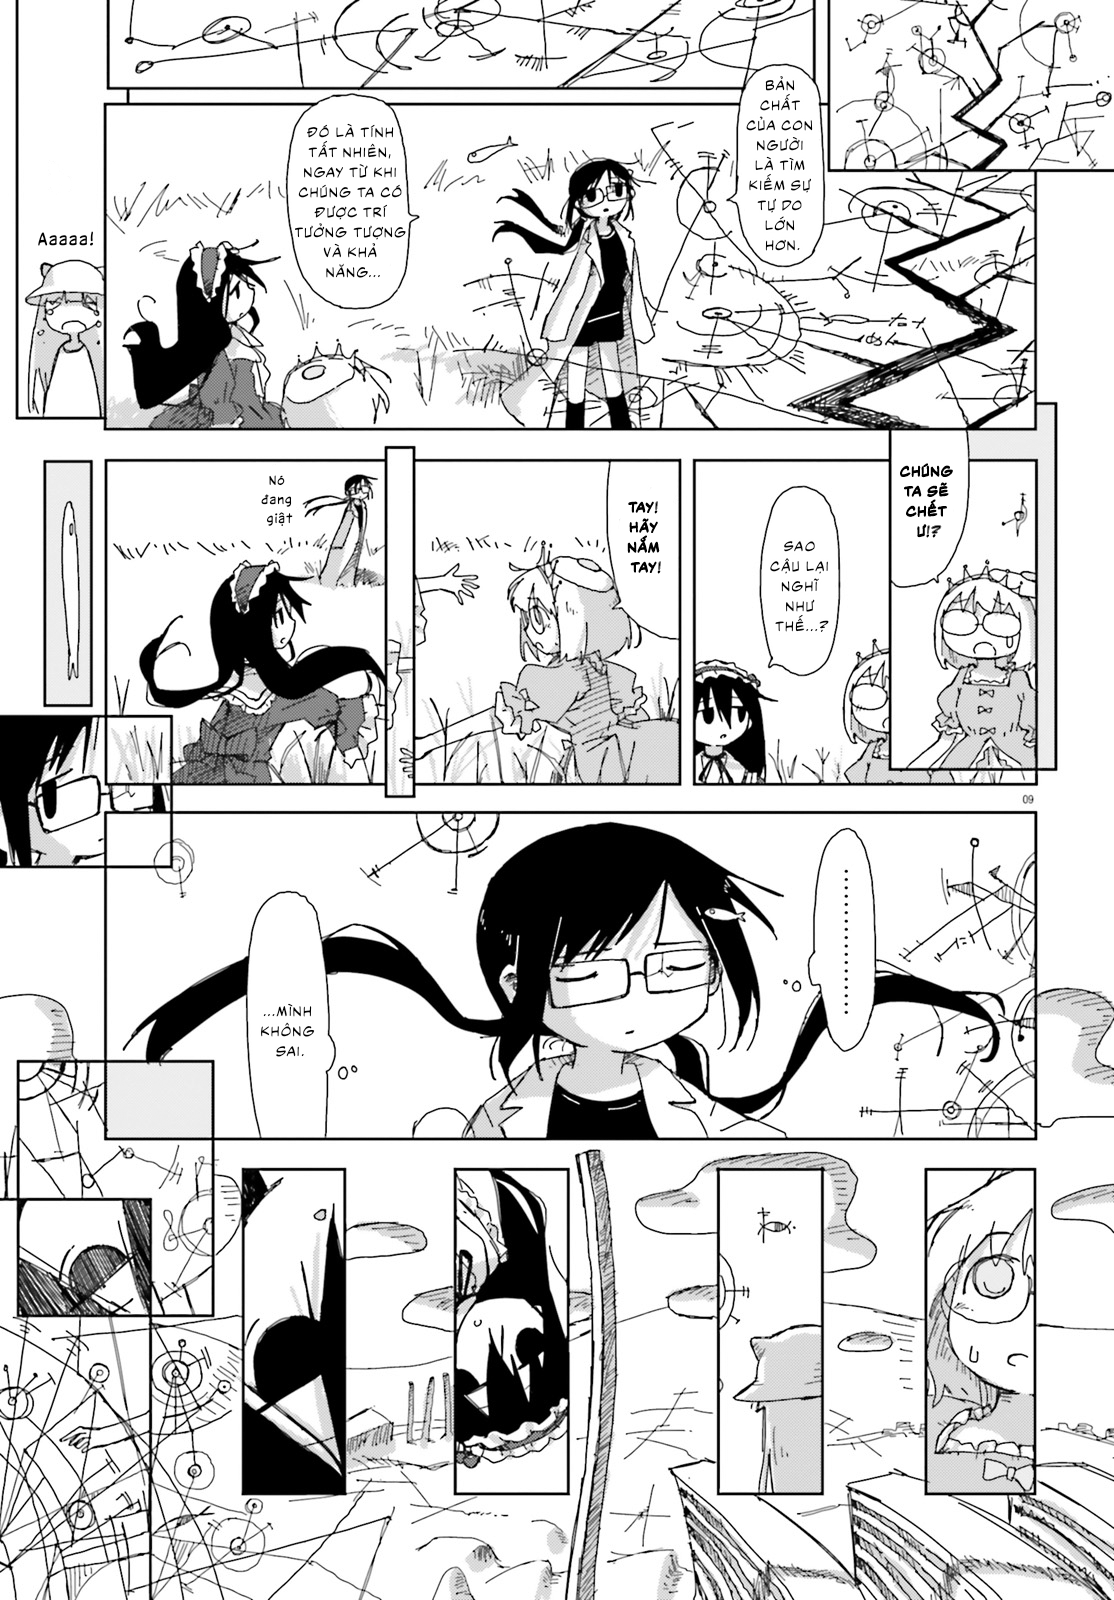 BẢN
CHẤT
CỦA CON
NGƯỜI
LÀ TÌM
KIẾM SỰ
TỰ DO
LỚN
HƠN.
ĐÓ LÀ TÍNH
TẤT NHIÊN,
NGAY TỪ KHI
CHÚNG TA CÓ
ĐƯỢC TRÍ
TƯỞNG TƯỢNG
VÀ KHẢ
NĂNG...
Aaaaa!
CHÚNG
TA SẼ
CHẾT
Ư!?
SAO
CẬU LẠI
NGHĨ
NHƯ
THẾ...?
TAY!
HÃY
NẮM
TAY!
Nó
đang
giật
09
...MÌNH
KHÔNG
SAI.